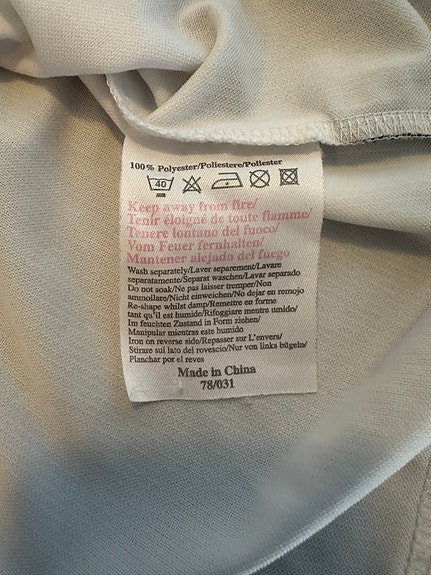 100% Polyester/Poliestere/Poliester
40
Keep away from fire/
Tenir éloigné de toute flamme/
Tenere lontano del fuoco/
Vom Feuer fernhalten/
Mantener alejado del fuego
Wash separately/Laver separement/Lavare
separatamente/Separat waschen/Lavar separado
Do not soak/Ne pas laisser tremper/Non
ammollare/Nicht einweichen/No dejar en remojo
Re-shape whilst damp/Remettre en forme
tant qu'il est humide/Rifoggiare mentre umido/
Im feuchten Zustand in Form ziehen/
Manipular mientras este humido
Iron on reverse side/Repasser sur L'envers/
Stirare sul lato del rovescio/Nur von links bügeln/
Planchar por el reves
Made in China
78/031